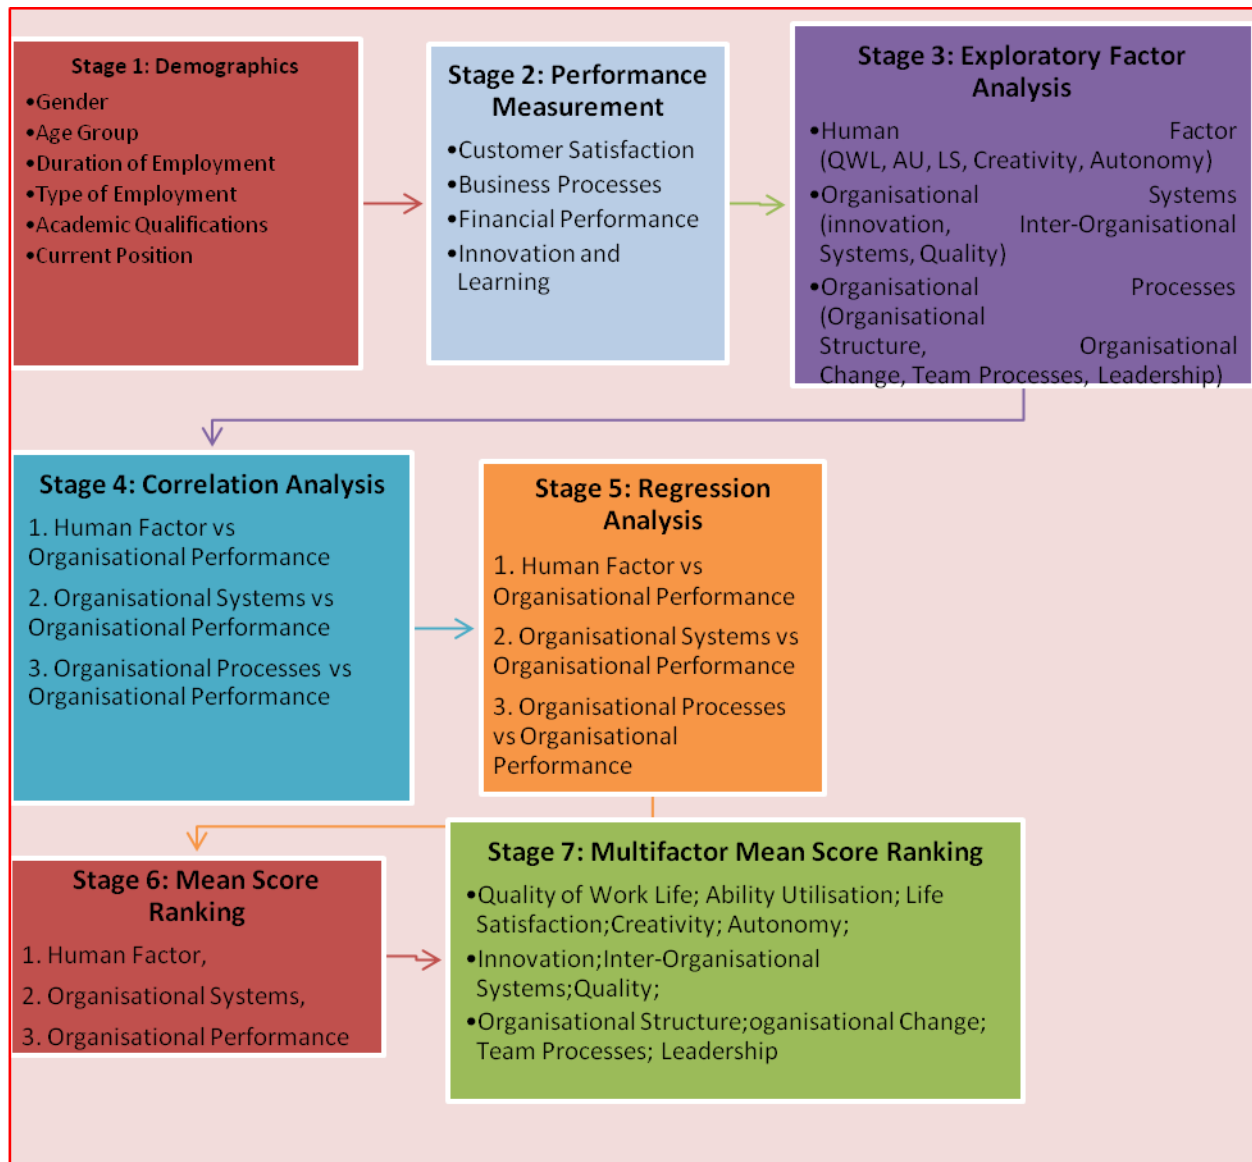 Stage 1: Demographics
•Gender
•Age Group
•Duration of Employment
•Type of Employment
•Academic Qualifications
•Current Position
Stage 2: Performance
Measurement
•Customer Satisfaction
•Business Processes
•Financial Performance
•Innovation and
Learning
Stage 3: Exploratory Factor
Analysis
•Human Factor
(QWL, AU, LS, Creativity, Autonomy)
•Organisational Systems
(innovation, Inter-Organisational
Systems, Quality)
•Organisational Processes
(Organisational
Structure, Organisational
Change, Team Processes, Leadership)
Stage 4: Correlation Analysis
1. Human Factor vs
Organisational Performance
2. Organisational Systems vs
Organisational Performance
3. Organisational Processes vs
Organisational Performance
Stage 5: Regression
Analysis
1. Human Factor vs
Organisational Performance
2. Organisational Systems vs
Organisational Performance
3. Organisational Processes
vs Organisational
Performance
Stage 6: Mean Score
Ranking
1. Human Factor,
2. Organisational Systems,
3. Organisational Performance
Stage 7: Multifactor Mean Score Ranking
•Quality of Work Life; Ability Utilisation; Life
Satisfaction;Creativity; Autonomy;
•Innovation;Inter-Organisational
Systems;Quality;
•Organisational Structure;oganisational Change;
Team Processes; Leadership